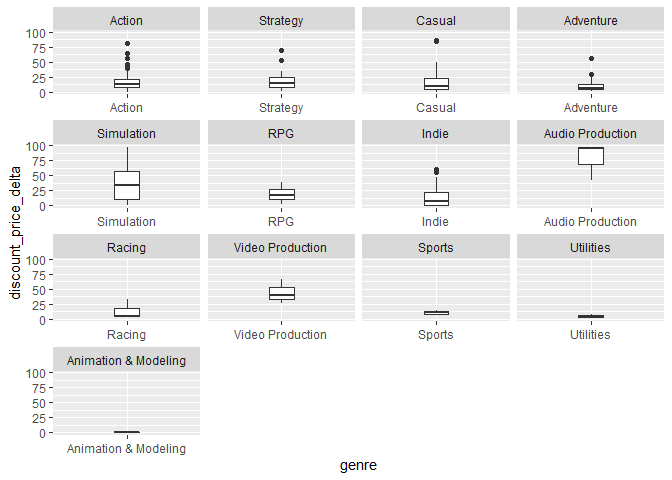 Action Strategy Casual Adventure
100
75
50
25
0
Action Strategy Casual Adventure
Simulation RPG Indie Audio Production
100
75
50
25
0
Simulation RPG Indie Audio Production
discount_price_delta
Racing Video Production Sports Utilities
100
75
50
25
0
Racing Video Production Sports Utilities
Animation & Modeling
100
75
50
25
0
Animation & Modeling
genre